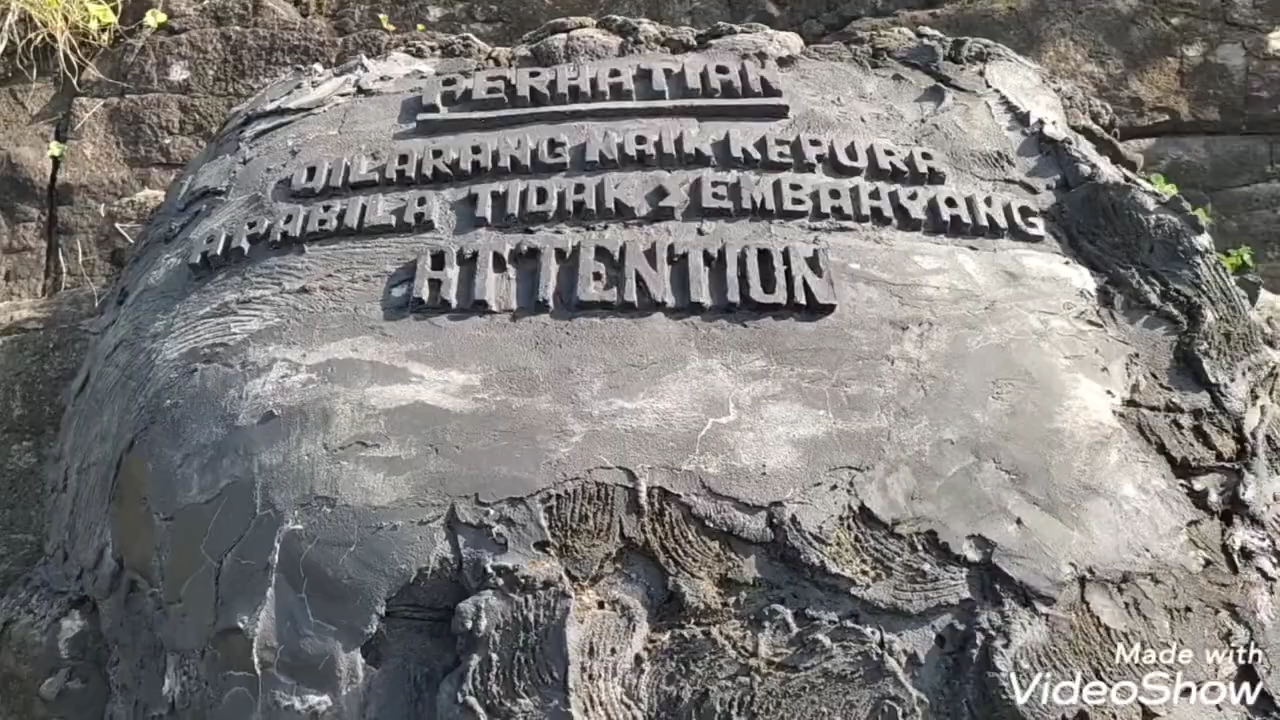 PERHATIAN
DILARANG NAIK KEPURA
APABILA TIDAK SEMBAHYANG
ATTENTION
Made with
VideoShow